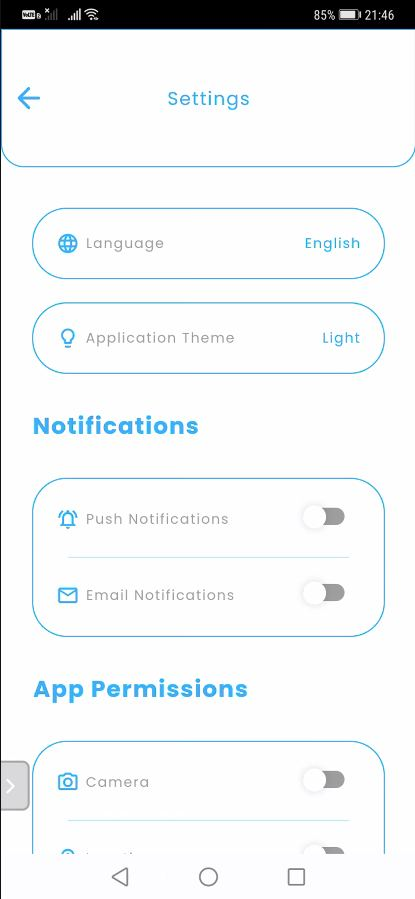 85% 21:46
Settings
Language English
Application Theme Light
Notifications
Push Notifications
Email Notifications
App Permissions
Camera